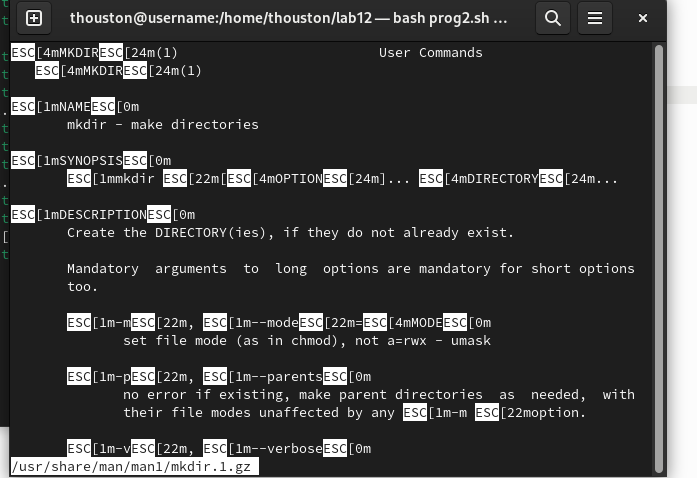 thouston@username:/home/thouston/lab12 — bash prog2.sh ...
ESC[4mMKDIRESC[24m(1)                         User Commands
   ESC[4mMKDIRESC[24m(1)
ESC[1mNAMEESC[0m
       mkdir - make directories
ESC[1mSYNOPSISESC[0m
       ESC[1mmkdir ESC[22m[ESC[4mOPTIONESC[24m]... ESC[4mDIRECTORYESC[24m...
ESC[1mDESCRIPTIONESC[0m
       Create the DIRECTORY(ies), if they do not already exist.
       Mandatory  arguments  to  long  options are mandatory for short options
       too.
       ESC[1m-mESC[22m, ESC[1m--modeESC[22m=ESC[4mMODEESC[0m
              set file mode (as in chmod), not a=rwx - umask
       ESC[1m-pESC[22m, ESC[1m--parentsESC[0m
              no error if existing, make parent directories  as  needed,  with
              their file modes unaffected by any ESC[1m-m ESC[22moption.
       ESC[1m-vESC[22m, ESC[1m--verboseESC[0m
/usr/share/man/man1/mkdir.1.gz